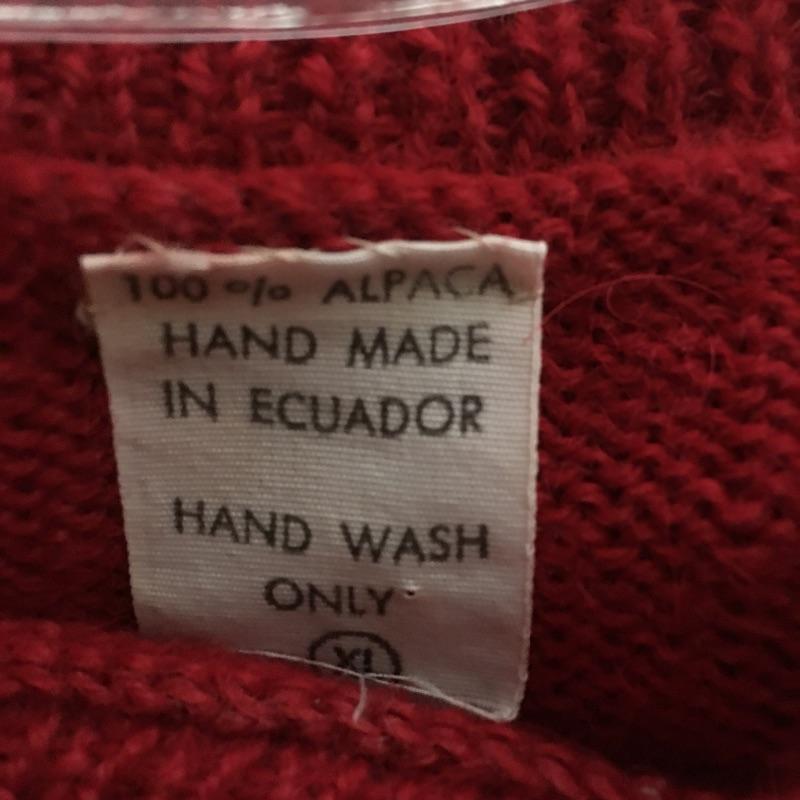 100 % ALPACA
HAND MADE
IN ECUADOR
HAND WASH
ONLY
XL